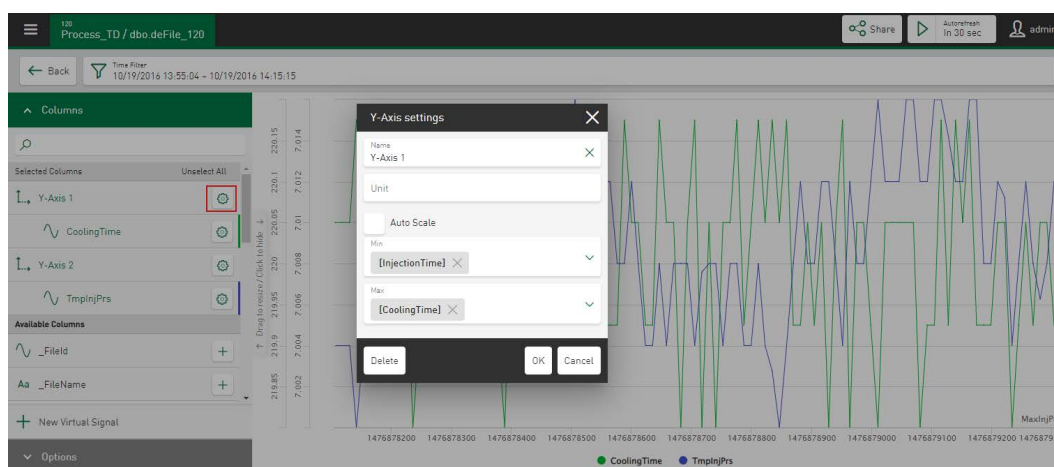 120
Process_TD / dbo.deFile_120
Share
Autorefresh
In 30 sec
admin
Back
Time Filter
10/19/2016 13:55:04 ~ 10/19/2016 14:15:15
Columns
Selected Columns Unselect All
Y-Axis 1
CoolingTime
Y-Axis 2
TmpInjPrs
Available Columns
_FileId
Aa _FileName
New Virtual Signal
Options
↑ Drag to resize / Click to hide ↑
220.15
220.1
220.05
220
219.95
219.9
219.85
7.014
7.012
7.01
7.008
7.006
7.004
7.002
Y-Axis settings
Name
Y-Axis 1
Unit
Auto Scale
Min
[InjectionTime]
Max
[CoolingTime]
Delete OK Cancel
MaxInjP
1476878200 1476878300 1476878400 1476878500 1476878600 1476878700 1476878800 1476878900 1476879000 1476879100 1476879200 1476879
CoolingTime TmpInjPrs